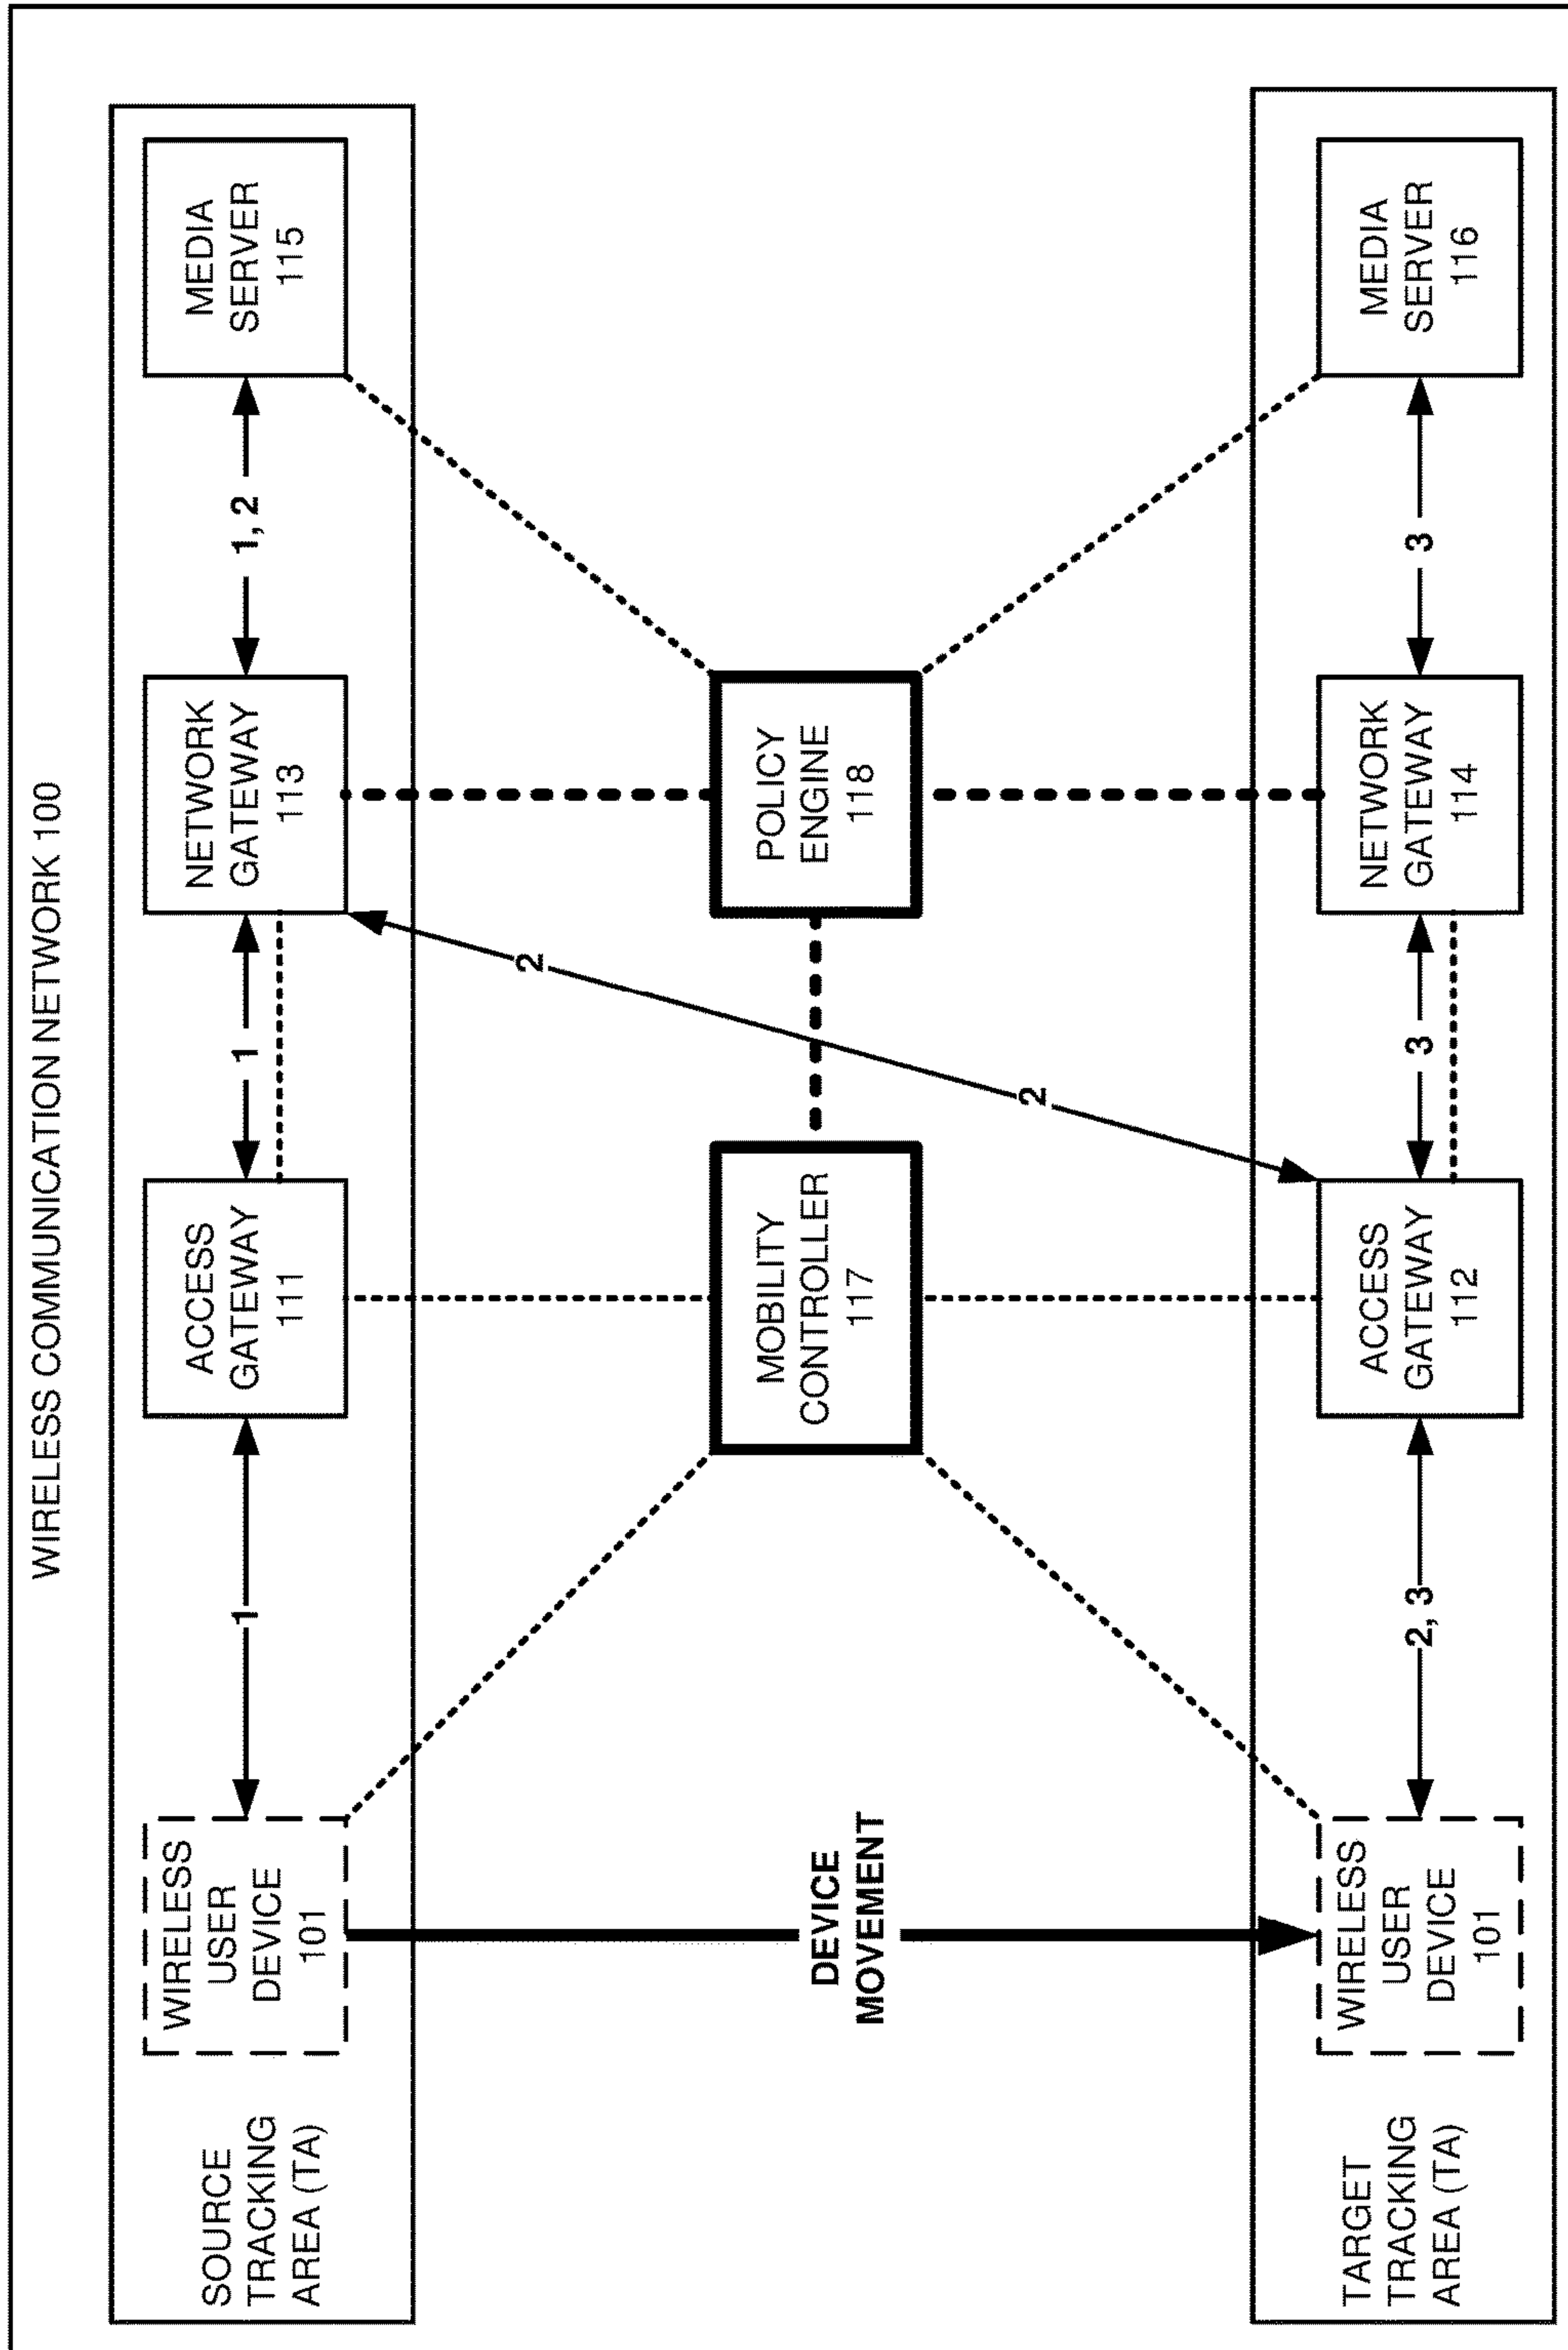 WIRELESS COMMUNICATION NETWORK 100
SOURCE
TRACKING
AREA (TA)
WIRELESS
USER
DEVICE
101
1
ACCESS
GATEWAY
111
1
NETWORK
GATEWAY
113
1, 2
MEDIA
SERVER
115
DEVICE
MOVEMENT
MOBILITY
CONTROLLER
117
2
2
POLICY
ENGINE
118
TARGET
TRACKING
AREA (TA)
WIRELESS
USER
DEVICE
101
2, 3
ACCESS
GATEWAY
112
3
NETWORK
GATEWAY
114
3
MEDIA
SERVER
116